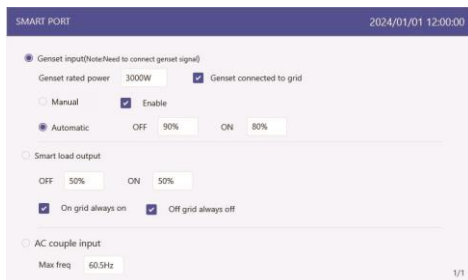 SMART PORT 2024/01/01 12:00:00
Genset input(Note:Need to connect genset signal)
Genset rated power 3000W Genset connected to grid
Manual Enable
Automatic OFF 90% ON 80%
Smart load output
OFF 50% ON 50%
On grid always on Off grid always off
AC couple input
Max freq 60.5Hz
1/1